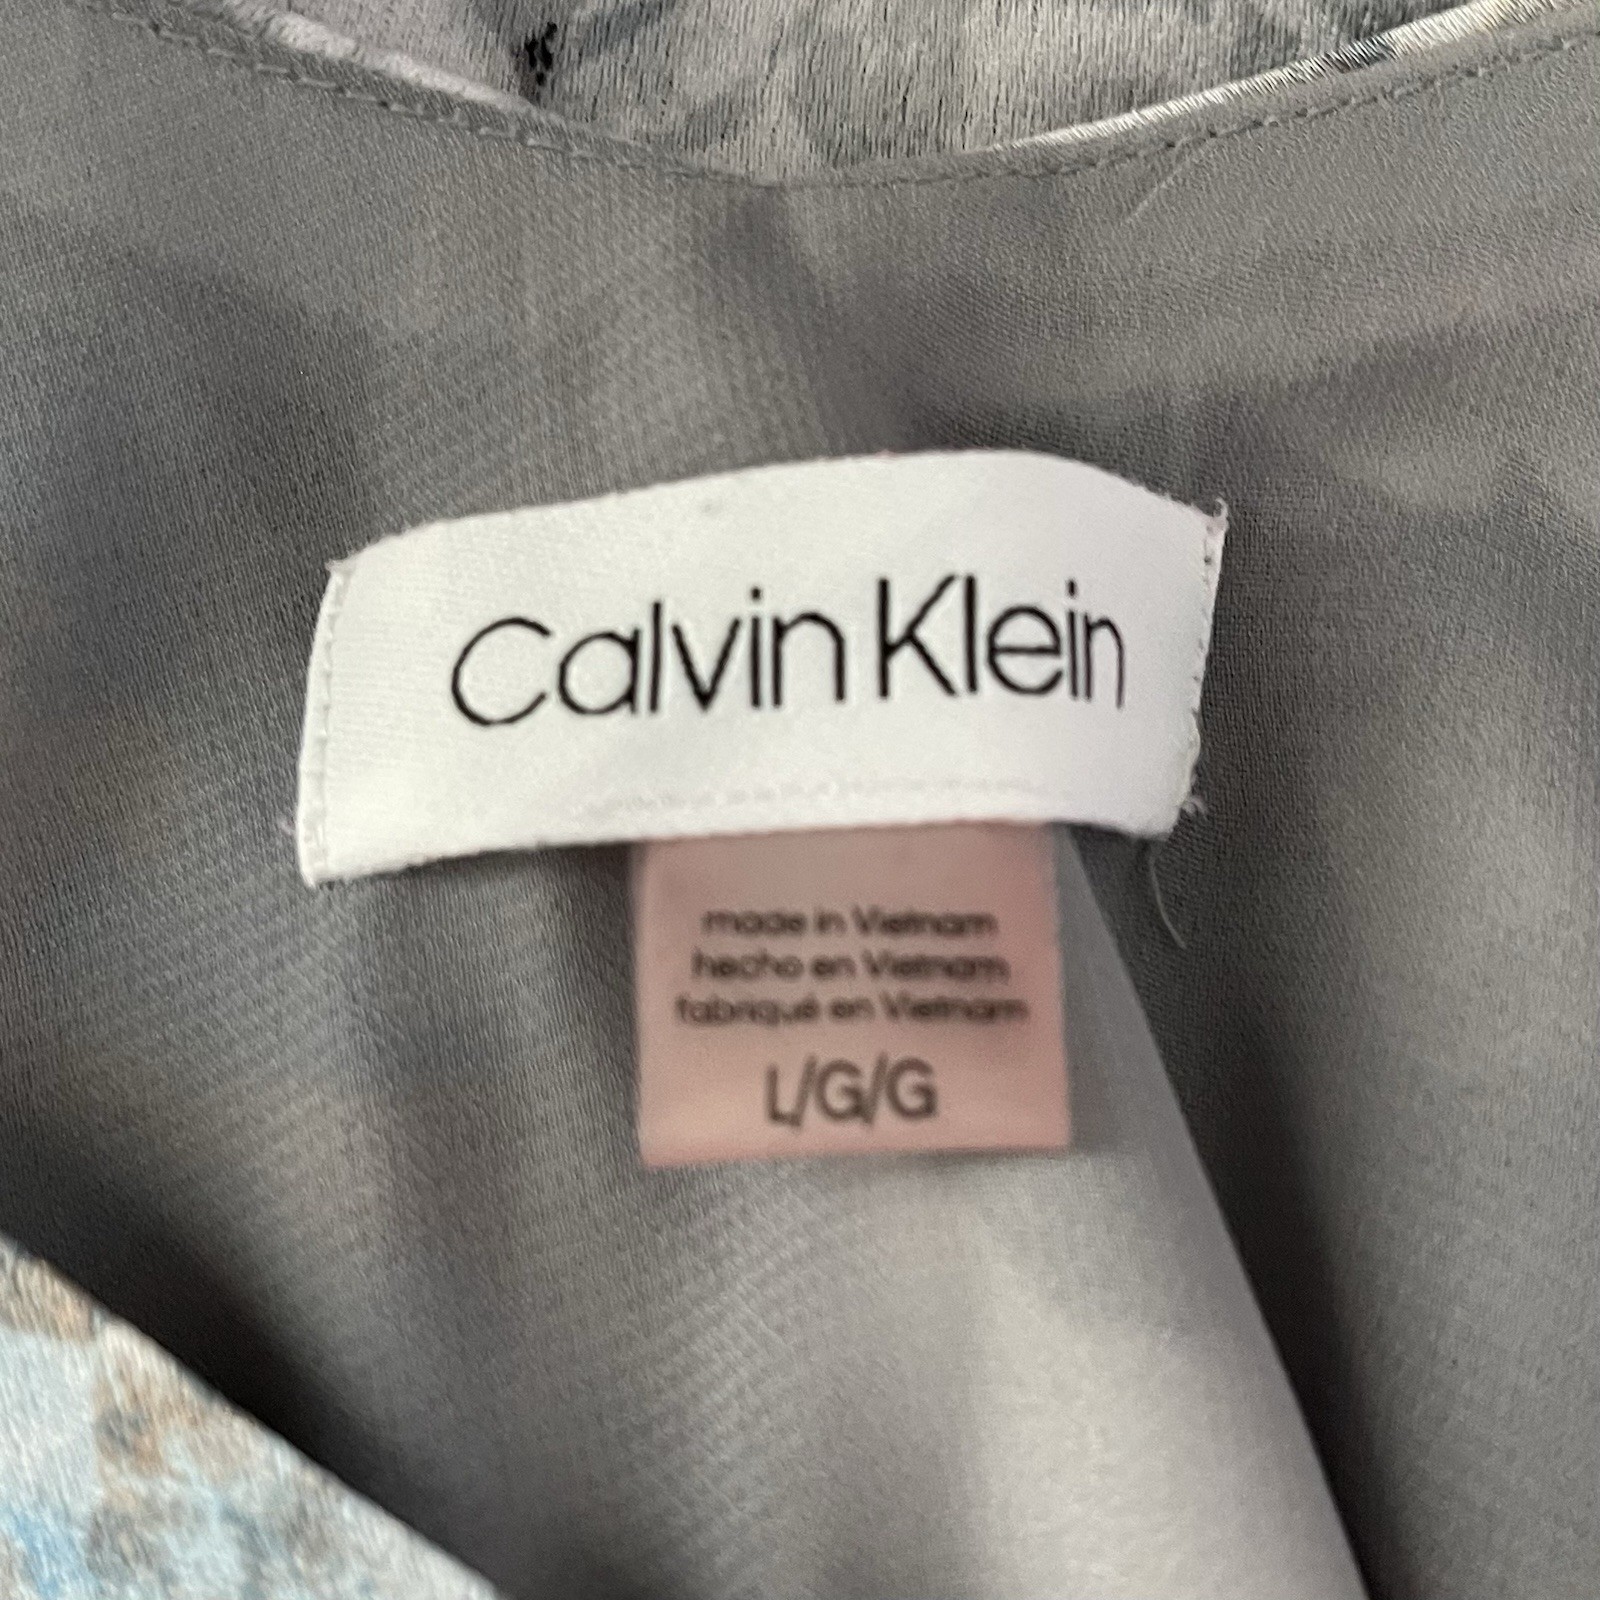 Calvin Klein
made in Vietnam
hecho en Vietnam
fabriqué en Vietnam
L/G/G